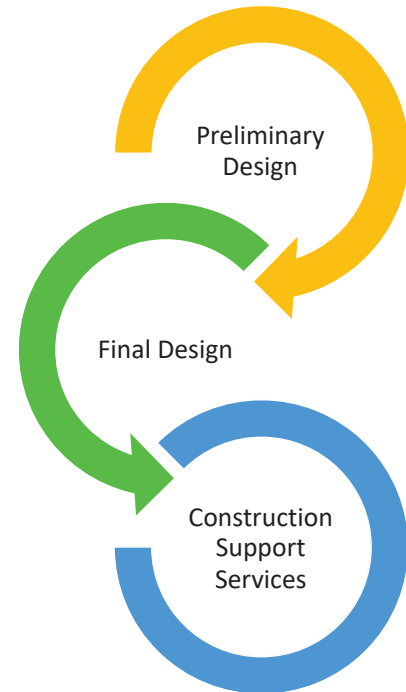 Preliminary
Design
Final Design
Construction
Support
Services